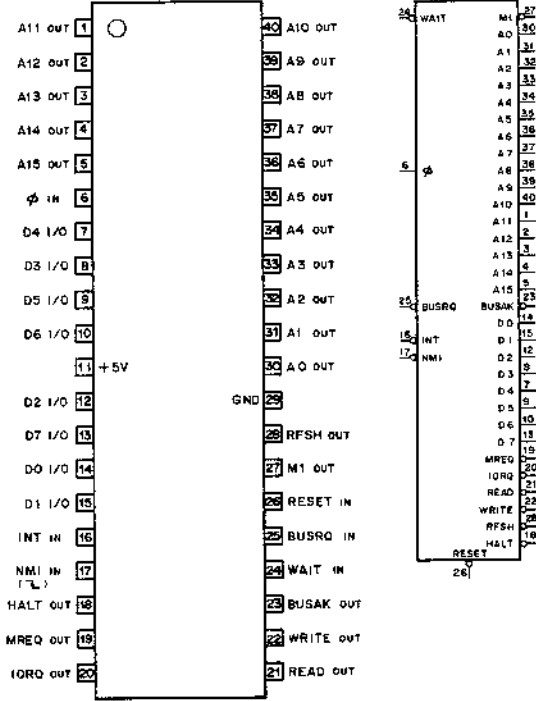 A11 OUT 1
A12 OUT 2
A13 OUT 3
A14 OUT 4
A15 OUT 5
ϕ IN 6
D4 I/O 7
D3 I/O 8
D5 I/O 9
D6 I/O 10
11 +5V
D2 I/O 12
D7 I/O 13
D0 I/O 14
D1 I/O 15
INT IN 16
NMI IN 17
HALT OUT 18
MREQ OUT 19
IORQ OUT 20
40 A10 OUT
39 A9 OUT
38 A8 OUT
37 A7 OUT
36 A6 OUT
35 A5 OUT
34 A4 OUT
33 A3 OUT
32 A2 OUT
31 A1 OUT
30 A0 OUT
GND 29
28 RFSH OUT
27 M1 OUT
26 RESET IN
25 BUSRQ IN
24 WAIT IN
23 BUSAK OUT
22 WRITE OUT
21 READ OUT
24 WAIT
6 ϕ
25 BUSRQ
16 INT
17 NMI
M1 27
A0 30
A1 31
A2 32
A3 33
A4 34
A5 35
A6 36
A7 37
A8 38
A9 39
A10 40
A11 1
A12 2
A13 3
A14 4
A15 5
BUSAK 23
D0 14
D1 15
D2 12
D3 8
D4 7
D5 9
D6 10
D7 13
MREQ 19
IORQ 20
READ 21
WRITE 22
RFSH 28
HALT 18
RESET
26